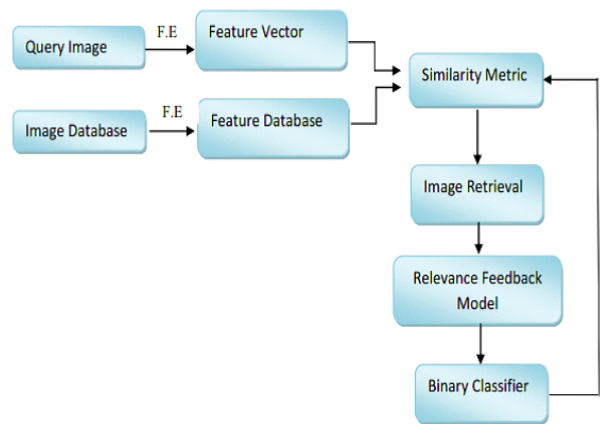 Query Image
F.E
Feature Vector
Image Database
F.E
Feature Database
Similarity Metric
Image Retrieval
Relevance Feedback
Model
Binary Classifier